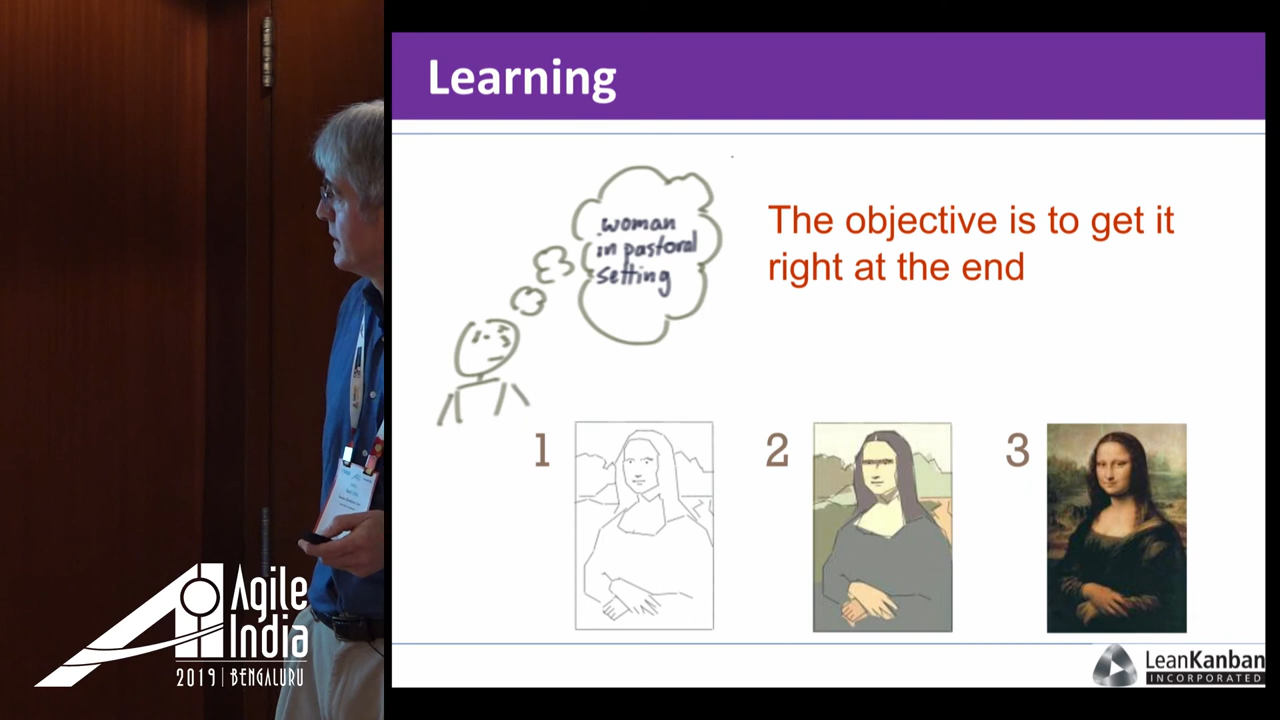 Learning
woman
in pastoral
setting
The objective is to get it
right at the end
1
2
3
Agile
India
2019 | BENGALURU
LeanKanban
INCORPORATED